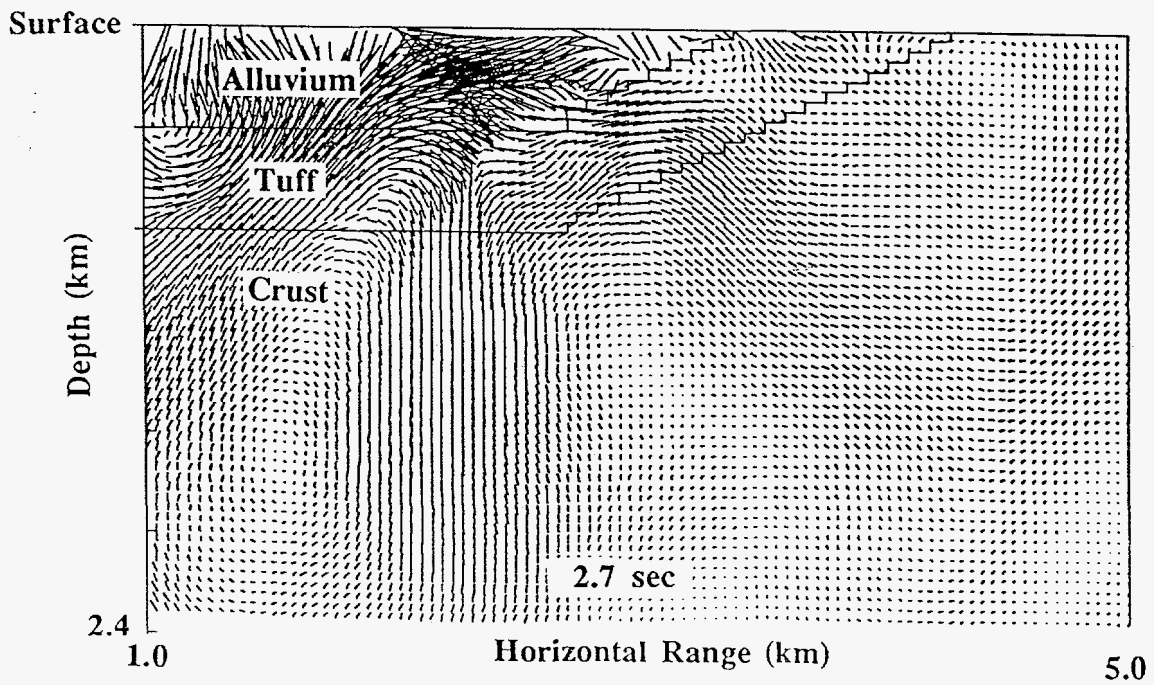 Surface
Alluvium
Tuff
Crust
Depth (km)
2.7 sec
2.4
1.0
Horizontal Range (km)
5.0